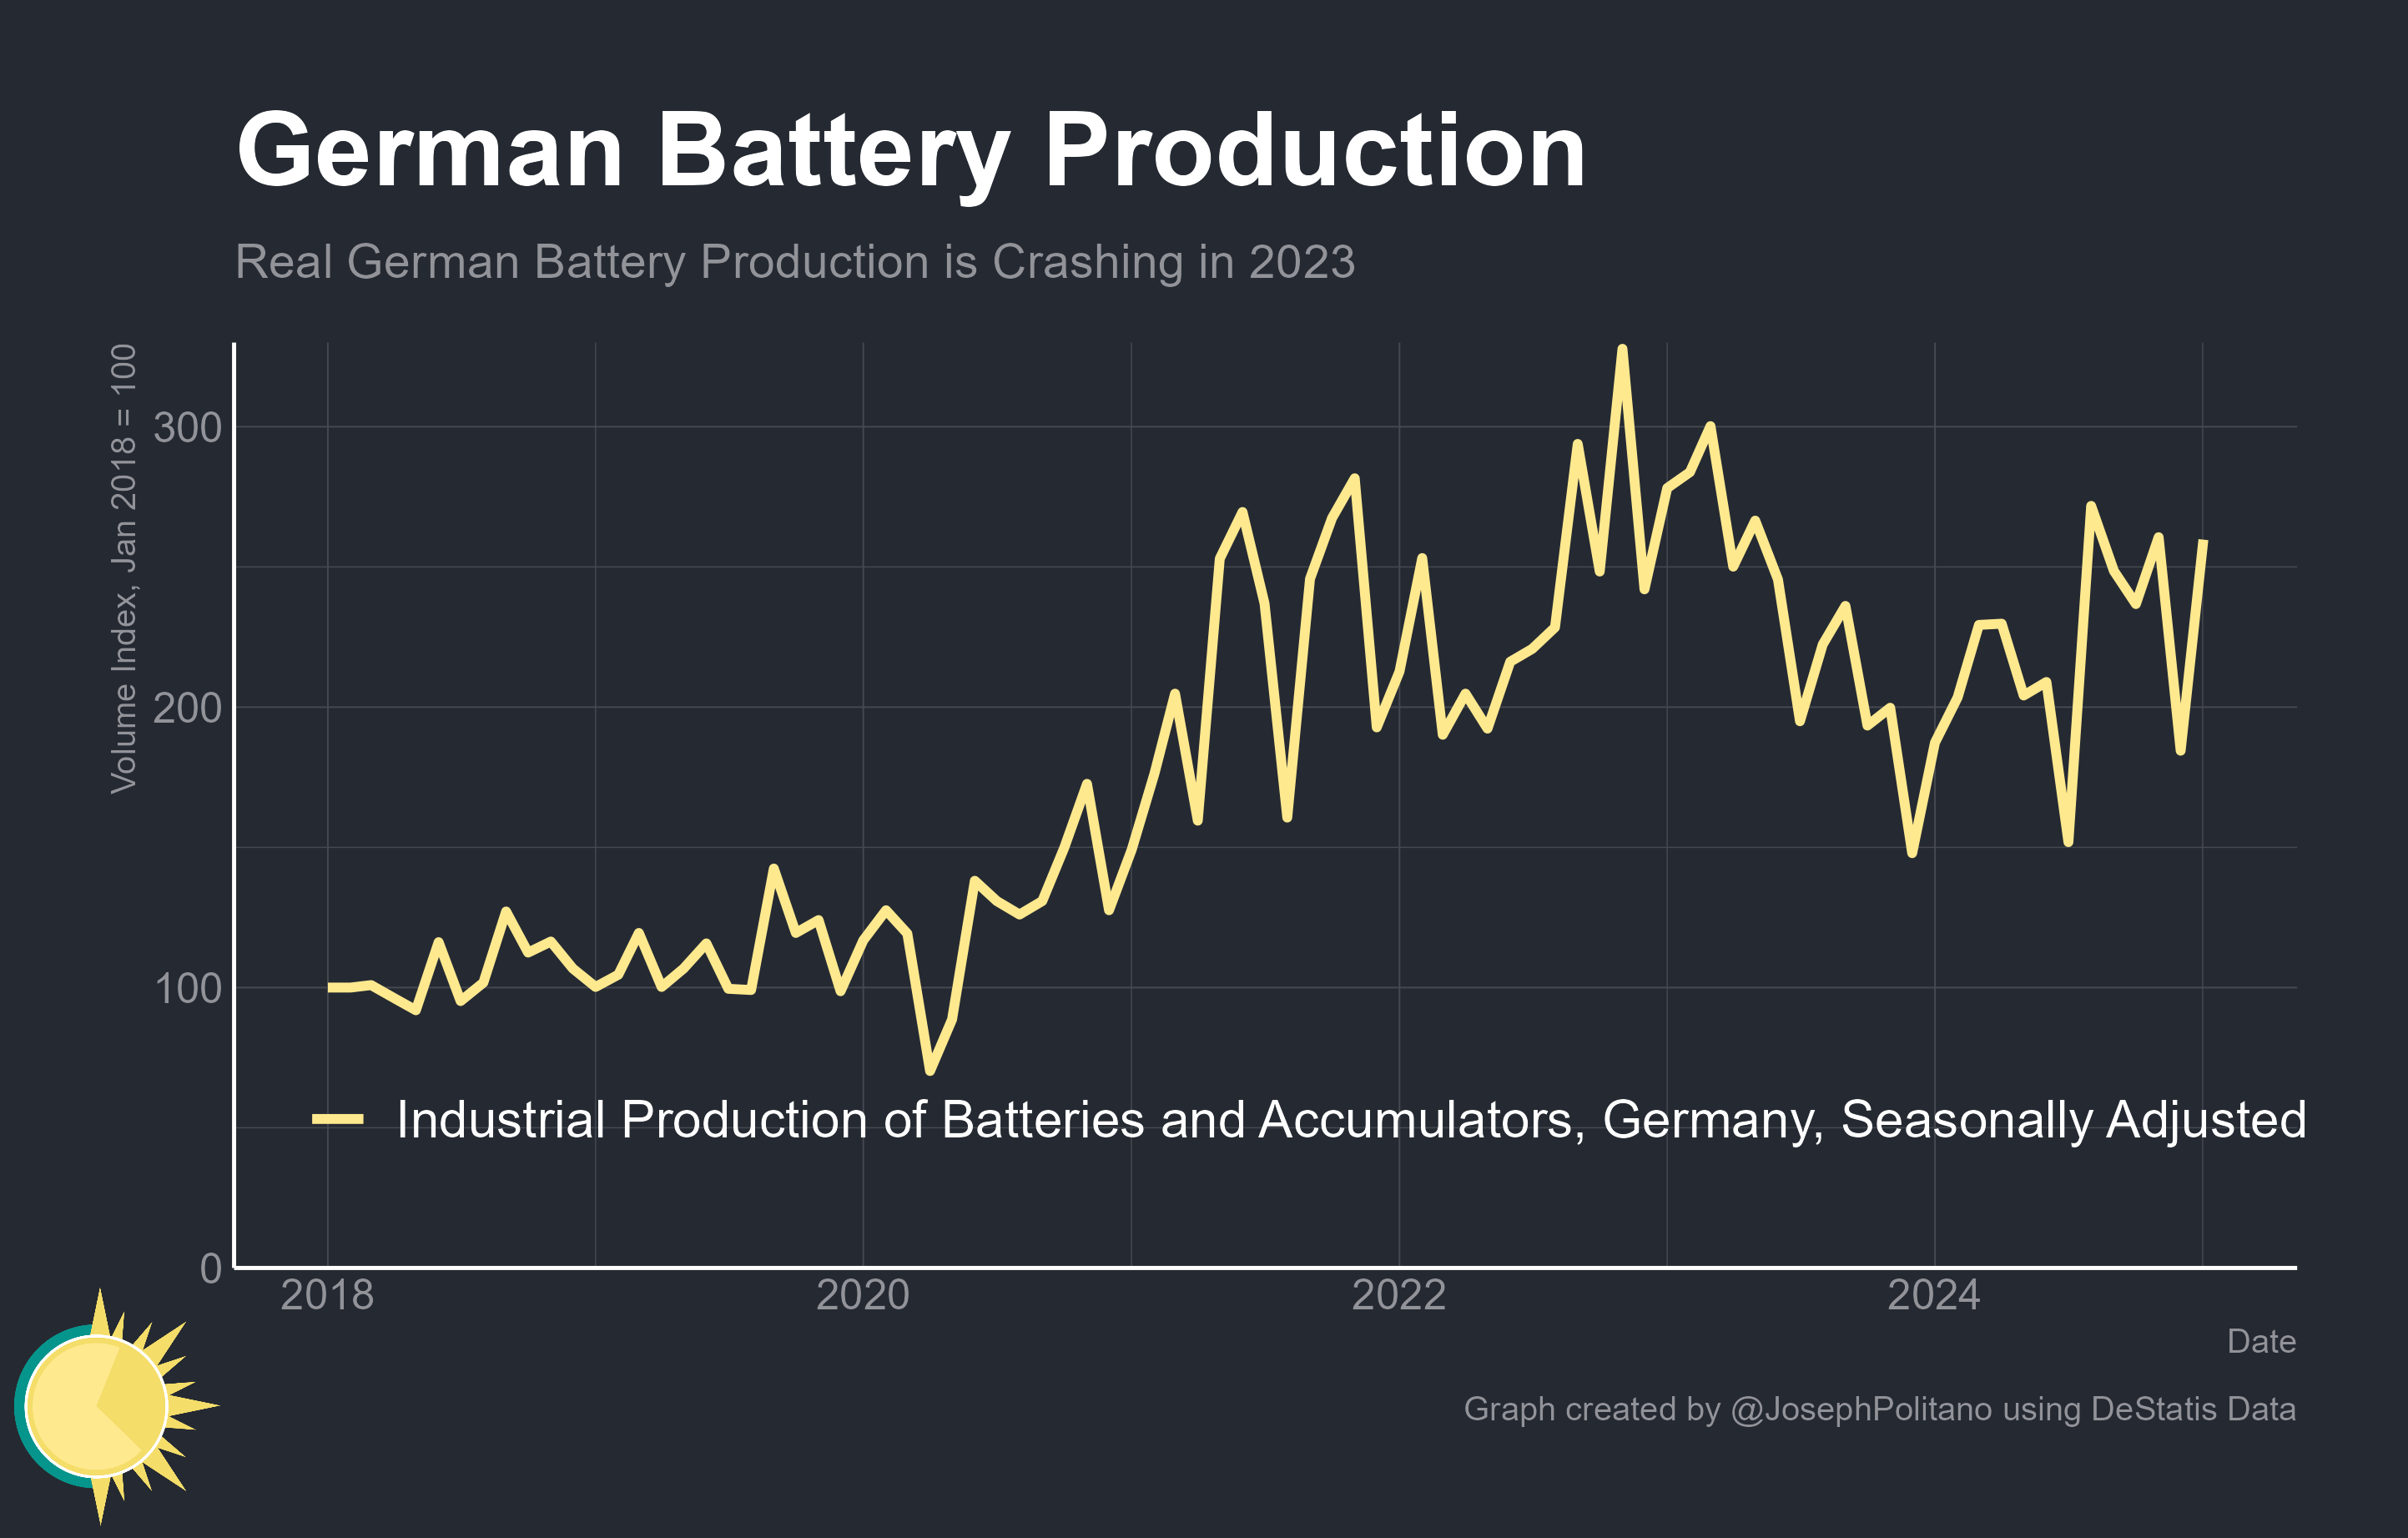 German Battery Production
Real German Battery Production is Crashing in 2023
Volume Index, Jan 2018 = 100
300
200
100
0
Industrial Production of Batteries and Accumulators, Germany, Seasonally Adjusted
2018 2020 2022 2024
Date
Graph created by @JosephPolitano using DeStatis Data